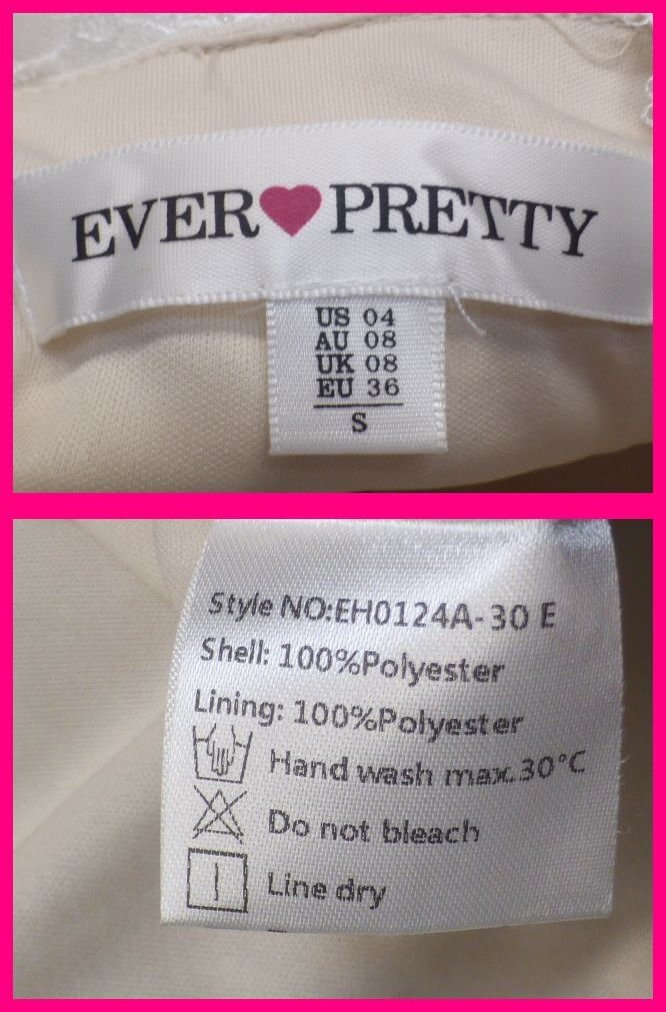 EVER PRETTY
US 04
AU 08
UK 08
EU 36
S
Style NO:EH0124A-30 E
Shell: 100%Polyester
Lining: 100%Polyester
Hand wash max.30°C
Do not bleach
Line dry